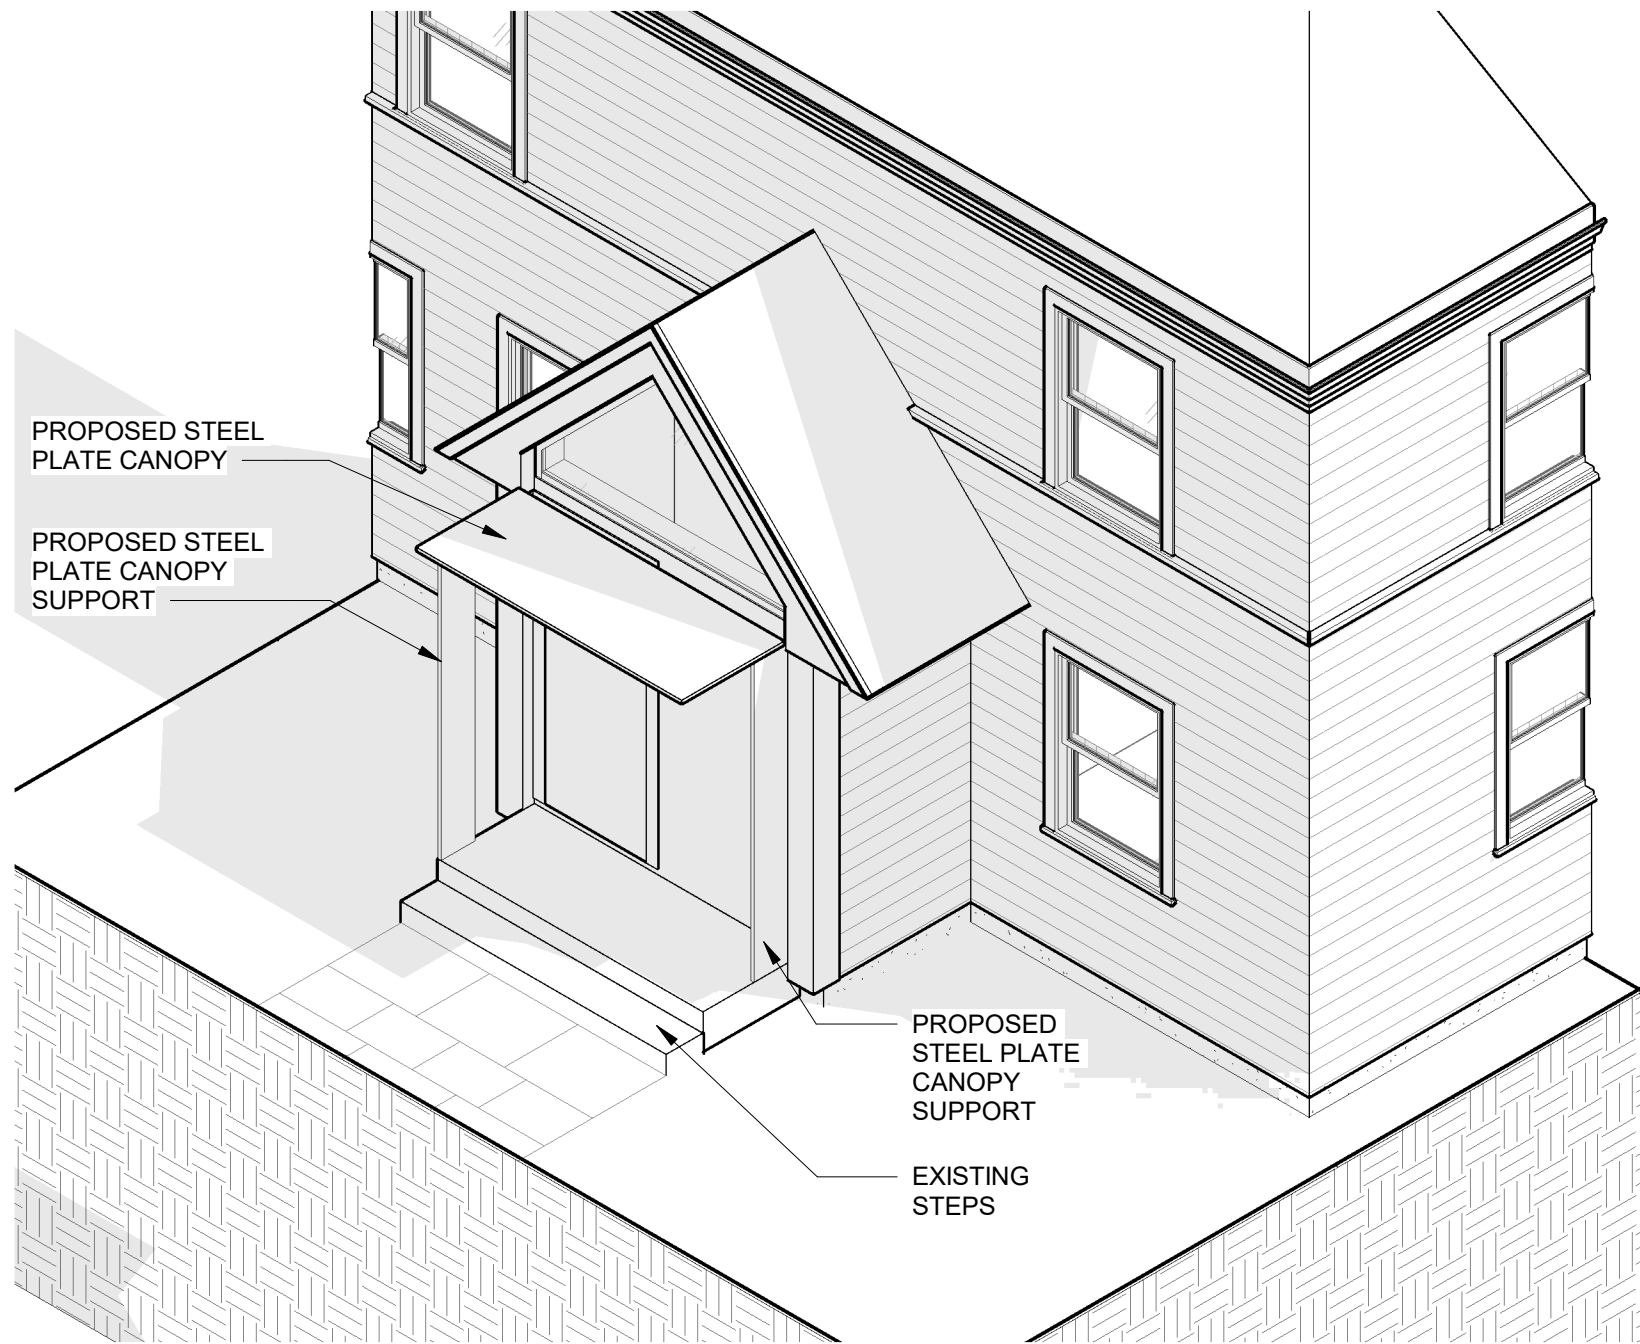 PROPOSED STEEL
PLATE CANOPY
PROPOSED STEEL
PLATE CANOPY
SUPPORT
PROPOSED
STEEL PLATE
CANOPY
SUPPORT
EXISTING
STEPS